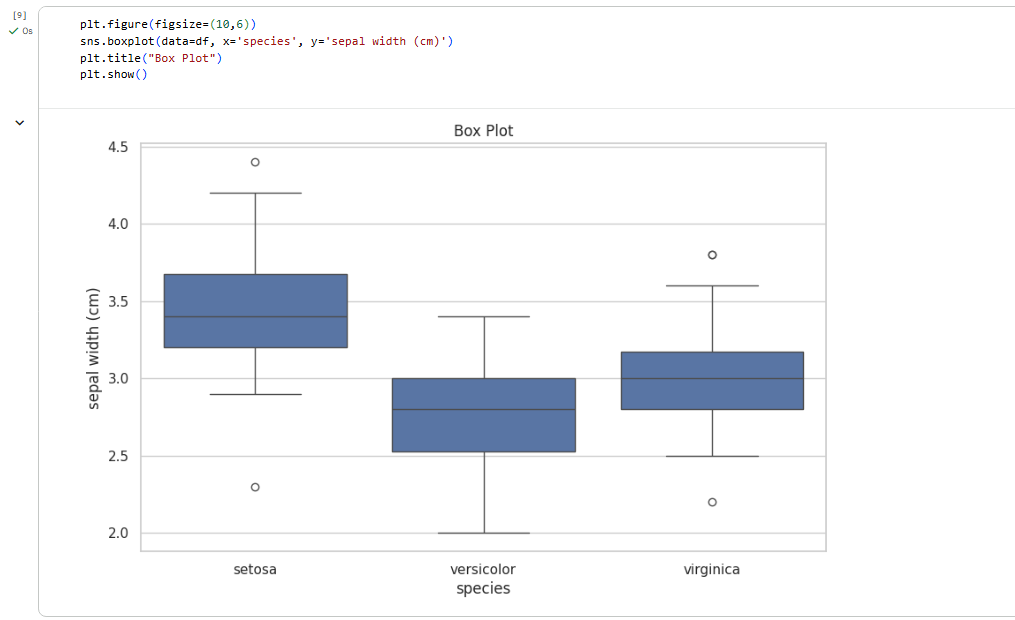 [9]
0s
plt.figure(figsize=(10,6))
sns.boxplot(data=df, x='species', y='sepal width (cm)')
plt.title("Box Plot")
plt.show()
Box Plot
4.5
4.0
3.5
3.0
2.5
2.0
sepal width (cm)
setosa versicolor virginica
species